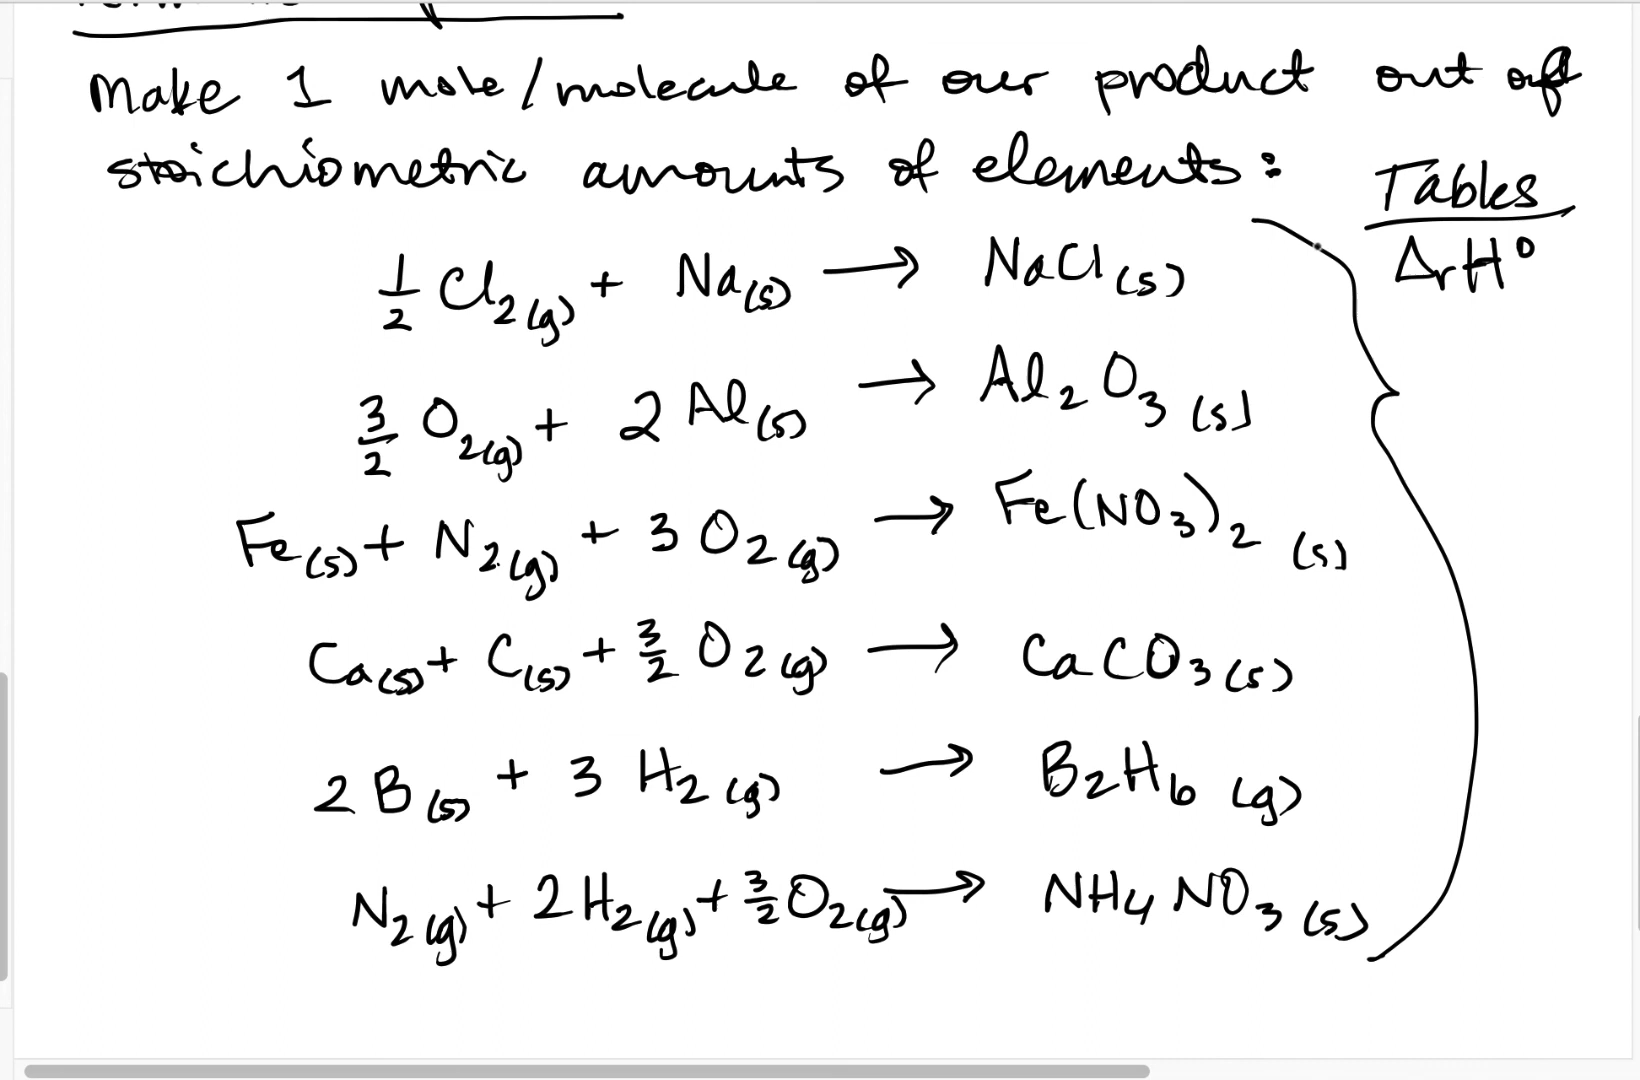 Make 1 mole/molecule of our product out of
stoichiometric amounts of elements:
Tables
ΔrH°
½ Cl₂(g) + Na(s) → NaCl(s)
3/2 O₂(g) + 2 Al(s) → Al₂O₃(s)
Fe(s) + N₂(g) + 3 O₂(g) → Fe(NO₃)₂(s)
Ca(s) + C(s) + 3/2 O₂(g) → CaCO₃(s)
2 B(s) + 3 H₂(g) → B₂H₆(g)
N₂(g) + 2H₂(g) + 3/2 O₂(g) → NH₄NO₃(s)